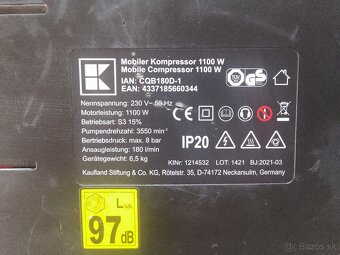 Mobiler Kompressor 1100 W
Mobile Compressor 1100 W
IAN: CQB180D-1
EAN: 4337185660344
Nennspannung: 230 V~ 50 Hz
Motorleistung: 1100 W
Betriebsart: S3 15%
Pumpendrehzahl: 3550 min⁻¹
Betriebsdruck: max. 8 bar
Ansaugleistung: 180 l/min
Gerätegewicht: 6,5 kg
IP20
KlNr: 1214532 LOT: 1421 BJ:2021-03
Kaufland Stiftung & Co. KG, Rötelstr. 35, D-74172 Neckarsulm, Germany
LWA
97dB
bazos.sk